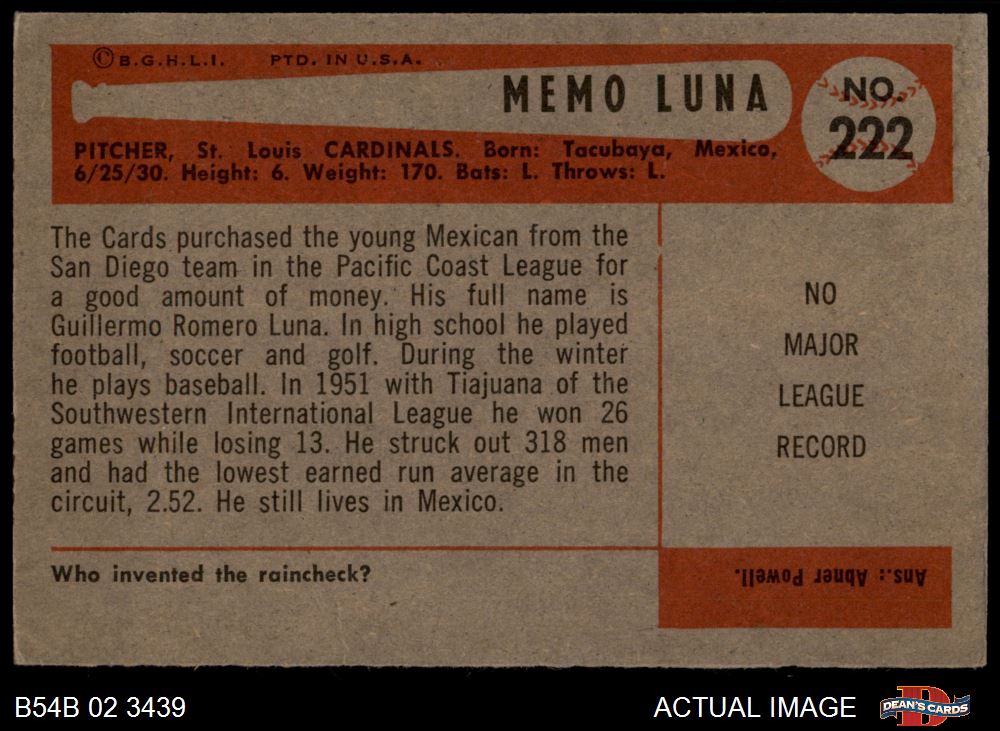 ©B.G.H.L.I. PTD. IN U.S.A.
MEMO LUNA
NO.
222
PITCHER, St. Louis CARDINALS. Born: Tacubaya, Mexico,
6/25/30. Height: 6. Weight: 170. Bats: L. Throws: L.
The Cards purchased the young Mexican from the
San Diego team in the Pacific Coast League for
a good amount of money. His full name is
Guillermo Romero Luna. In high school he played
football, soccer and golf. During the winter
he plays baseball. In 1951 with Tiajuana of the
Southwestern International League he won 26
games while losing 13. He struck out 318 men
and had the lowest earned run average in the
circuit, 2.52. He still lives in Mexico.
NO
MAJOR
LEAGUE
RECORD
Who invented the raincheck?
Ans.: Abner Powell.
B54B 02 3439
ACTUAL IMAGE
D
DEAN'S CARDS